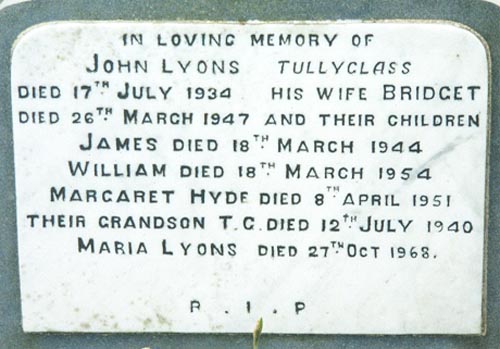 IN LOVING MEMORY OF
JOHN LYONS TULLYCLASS
DIED 17TH JULY 1934 HIS WIFE BRIDGET
DIED 26TH MARCH 1947 AND THEIR CHILDREN
JAMES DIED 18TH MARCH 1944
WILLIAM DIED 18TH MARCH 1954
MARGARET HYDE DIED 8TH APRIL 1951
THEIR GRANDSON T.C. DIED 12TH JULY 1940
MARIA LYONS DIED 27TH OCT 1968.
R. I. P